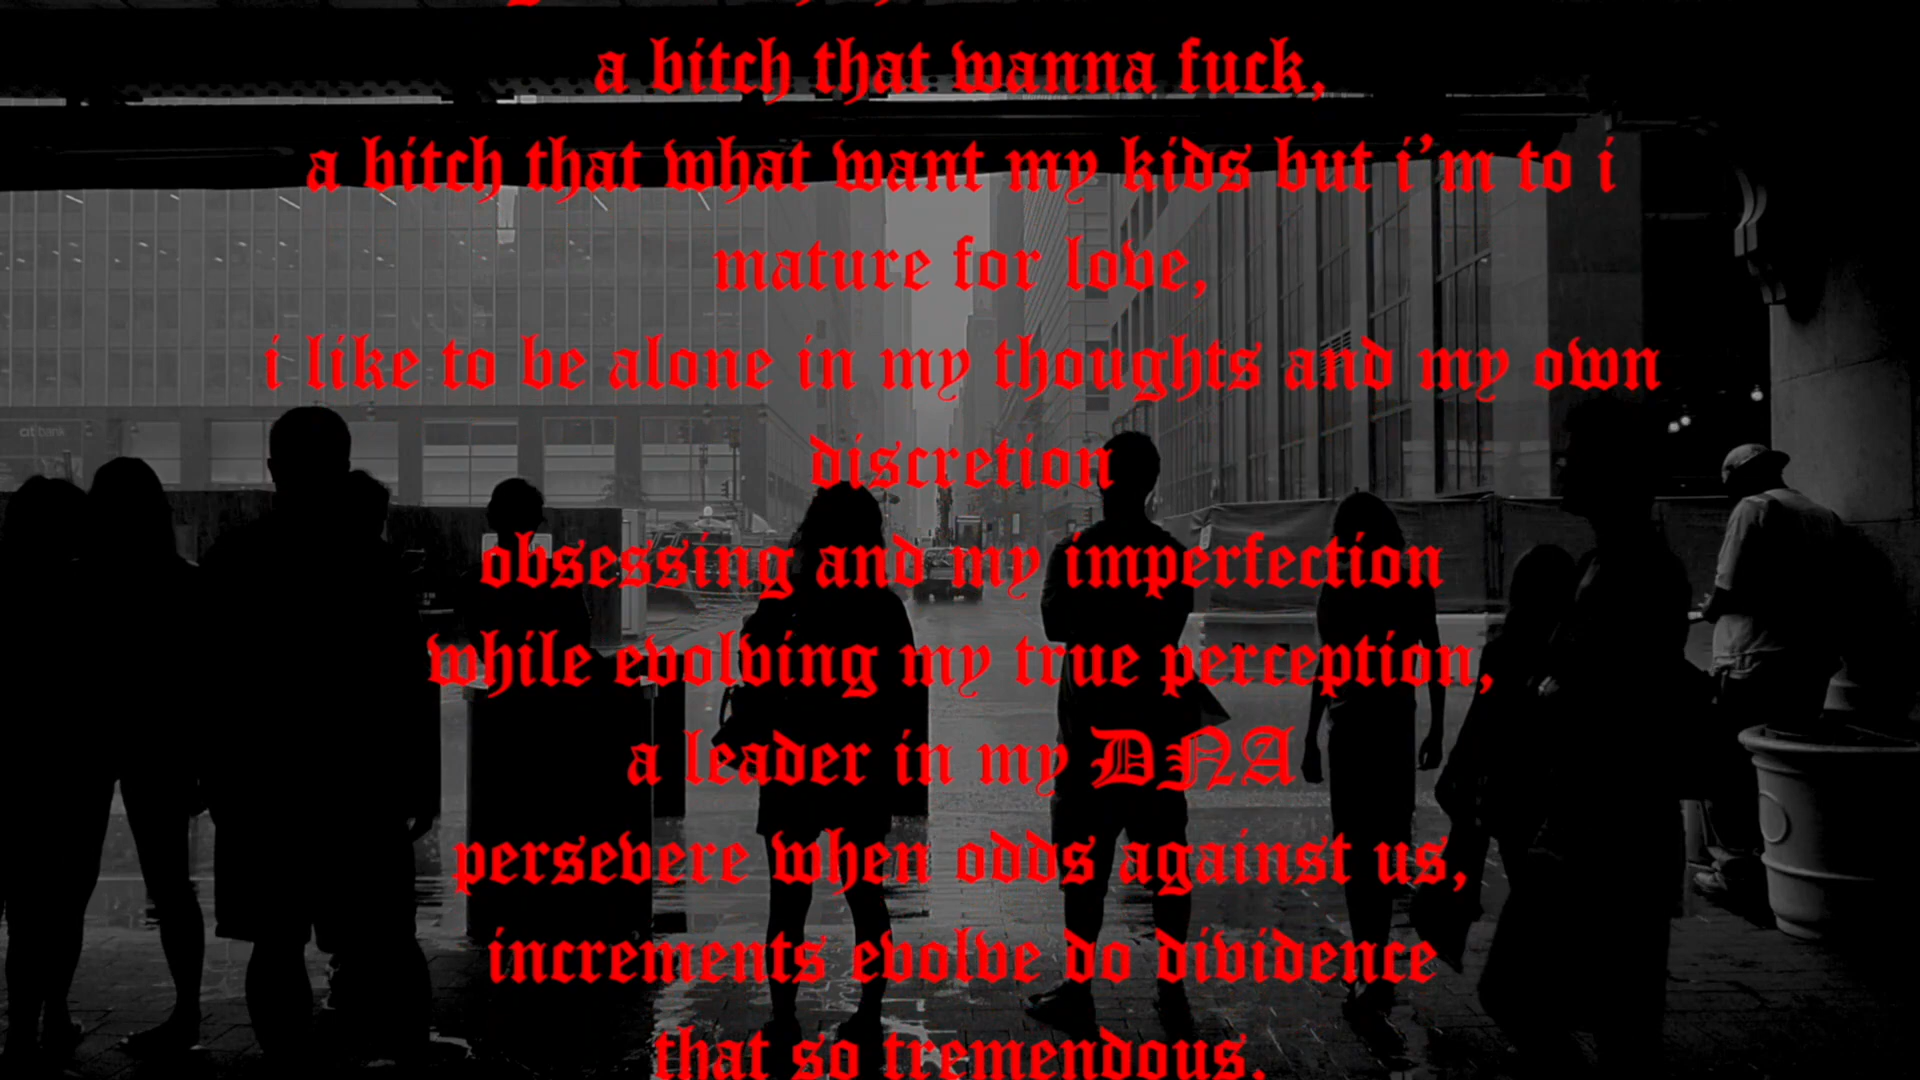 a bitch that wanna fuck,
a bitch that what want my kids but i'm to i
mature for love,
i like to be alone in my thoughts and my own
discretion
obsessing and my imperfection
while evolving my true perception,
a leader in my DNA
persevere when odds against us,
increments evolve do dividence
that so tremendous.
citibank